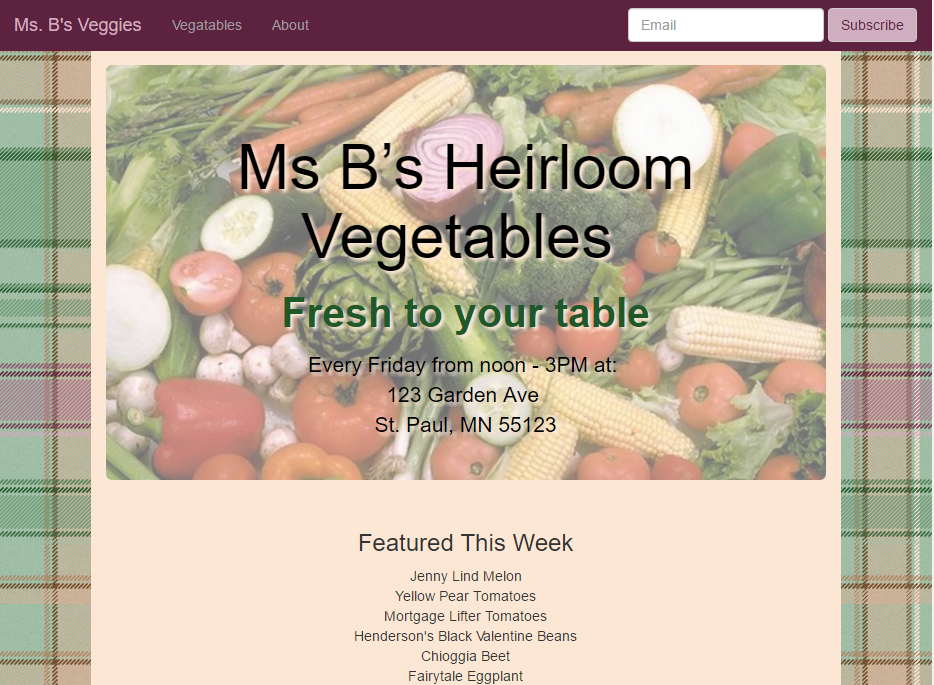 Ms. B's Veggies Vegatables About Email Subscribe
Ms B’s Heirloom
Vegetables
Fresh to your table
Every Friday from noon - 3PM at:
123 Garden Ave
St. Paul, MN 55123
Featured This Week
Jenny Lind Melon
Yellow Pear Tomatoes
Mortgage Lifter Tomatoes
Henderson's Black Valentine Beans
Chioggia Beet
Fairytale Eggplant